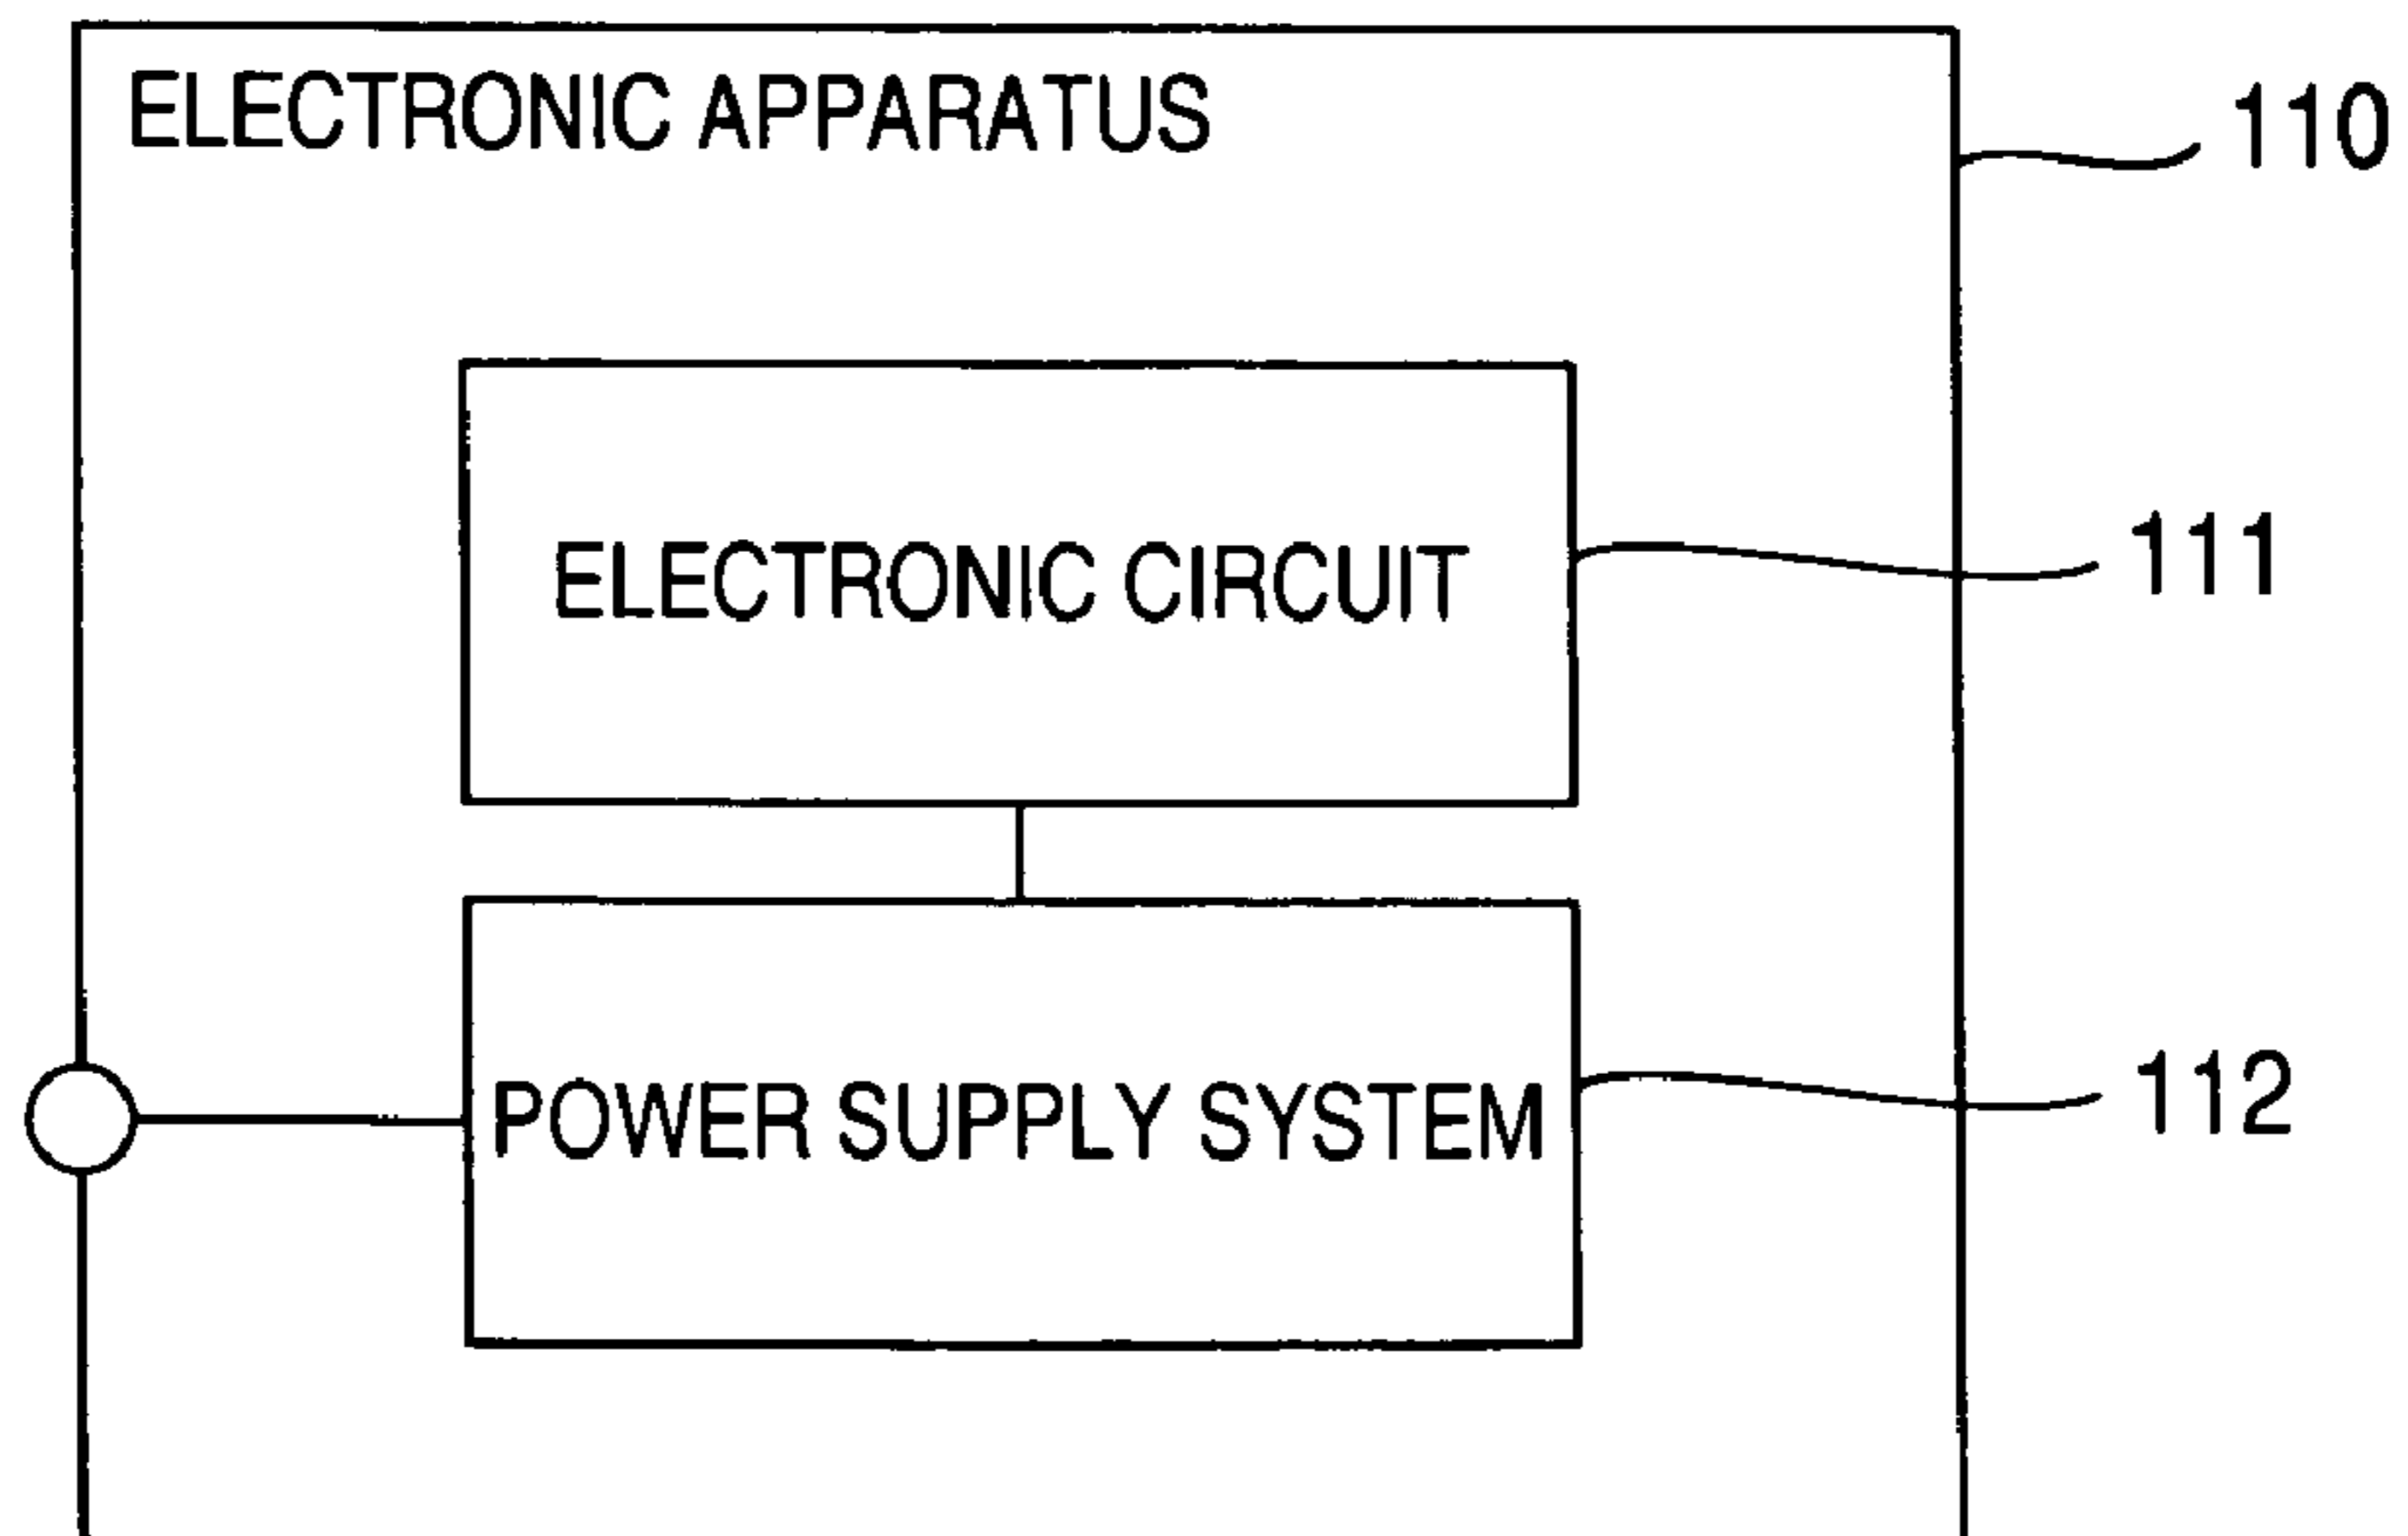 ELECTRONIC APPARATUS
110
ELECTRONIC CIRCUIT
111
POWER SUPPLY SYSTEM
112